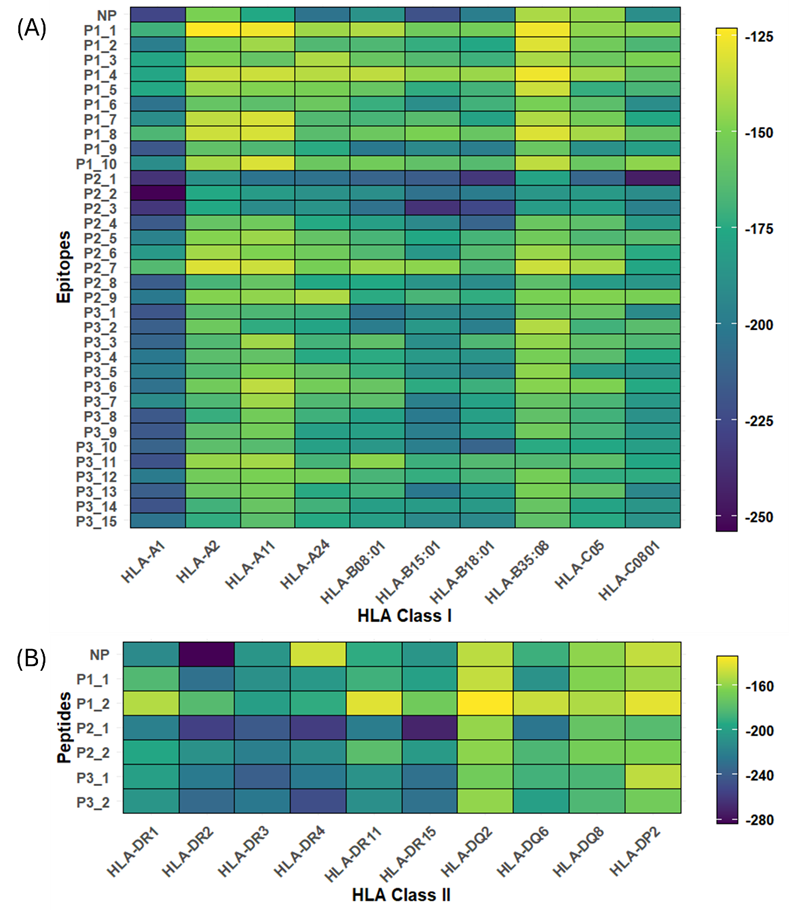 (A)
NP
P1_1
P1_2
P1_3
P1_4
P1_5
P1_6
P1_7
P1_8
P1_9
P1_10
P2_1
P2_2
P2_3
P2_4
P2_5
P2_6
P2_7
P2_8
P2_9
P3_1
P3_2
P3_3
P3_4
P3_5
P3_6
P3_7
P3_8
P3_9
P3_10
P3_11
P3_12
P3_13
P3_14
P3_15
Epitopes
HLA-A1
HLA-A2
HLA-A11
HLA-A24
HLA-B08:01
HLA-B15:01
HLA-B18:01
HLA-B35:08
HLA-C05
HLA-C0801
HLA Class I
-125
-150
-175
-200
-225
-250
(B)
NP
P1_1
P1_2
P2_1
P2_2
P3_1
P3_2
Peptides
HLA-DR1
HLA-DR2
HLA-DR3
HLA-DR4
HLA-DR11
HLA-DR15
HLA-DQ2
HLA-DQ6
HLA-DQ8
HLA-DP2
HLA Class II
-160
-200
-240
-280